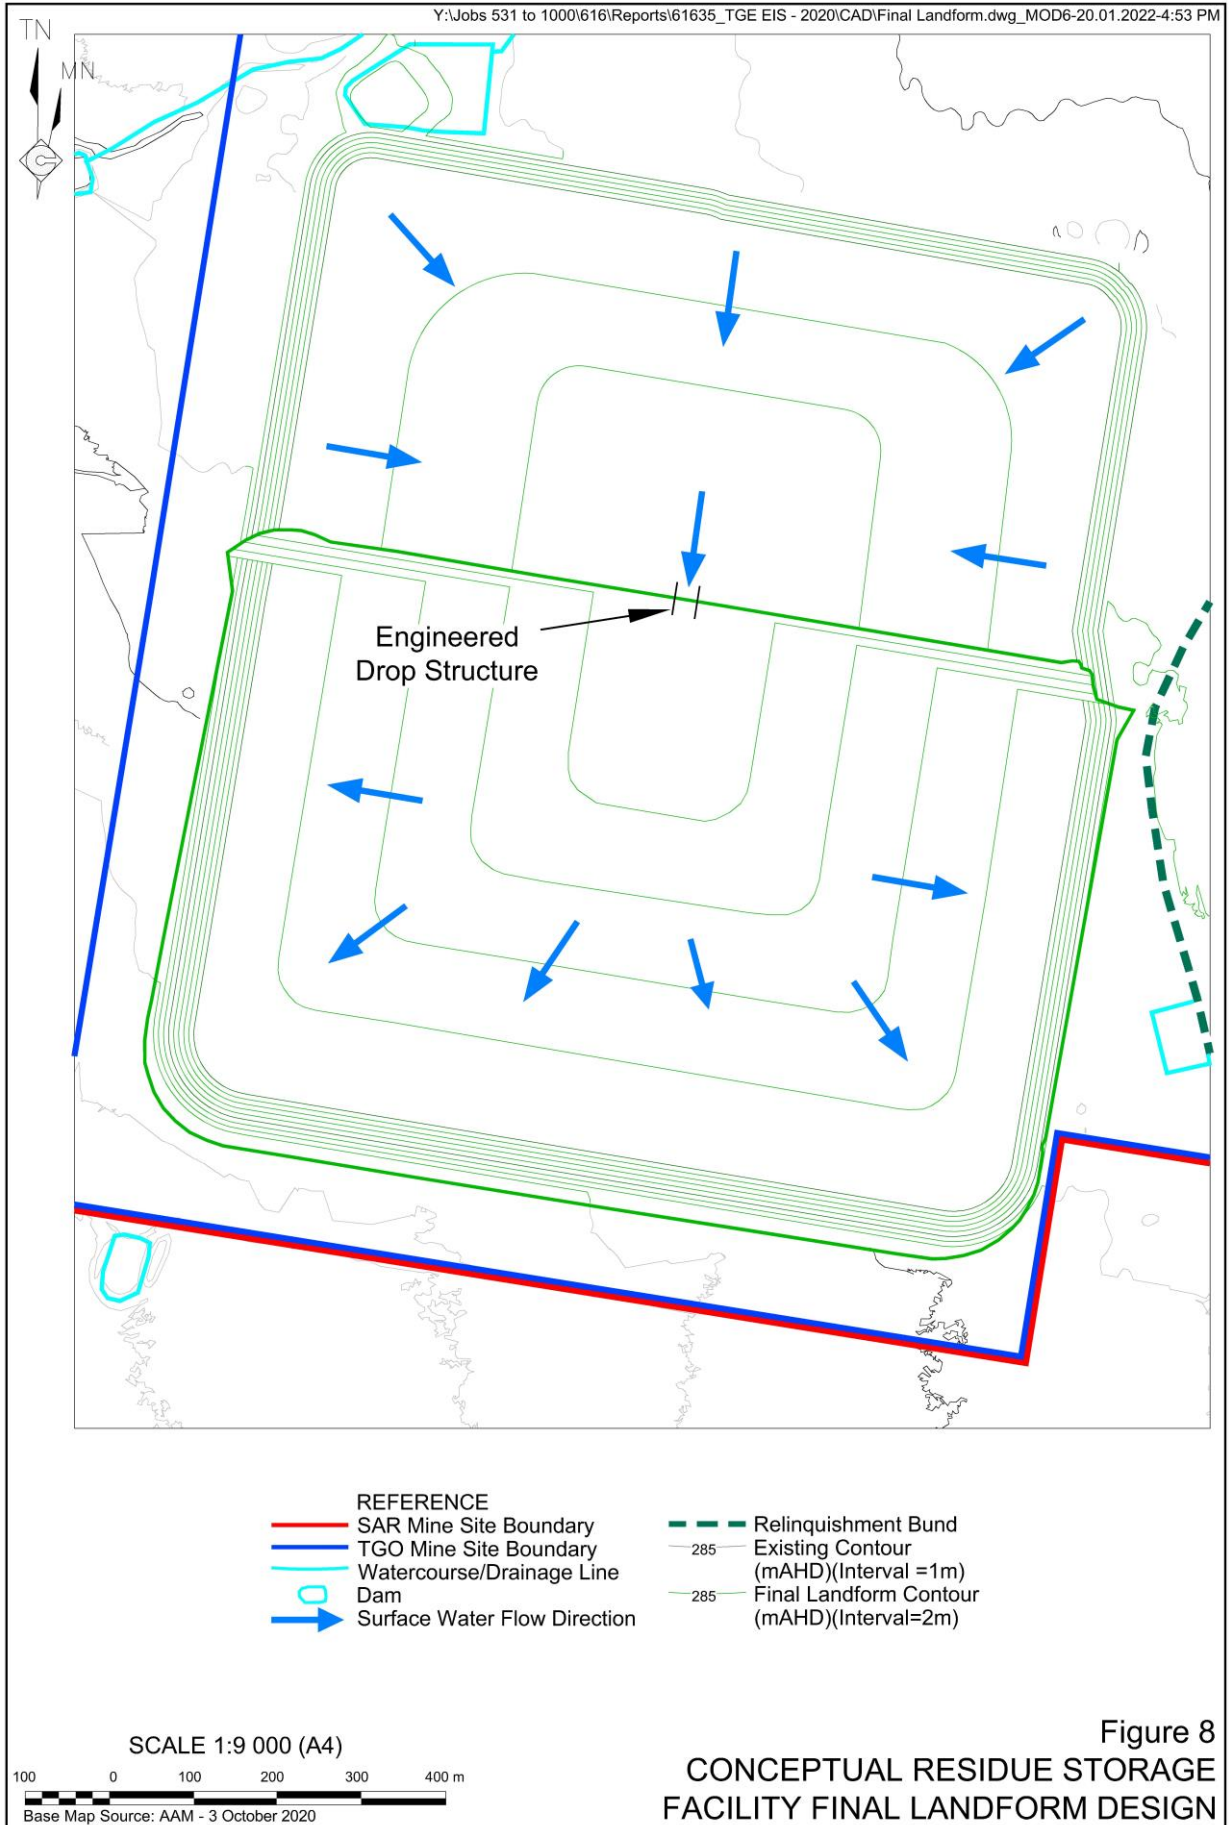 Y:\Jobs 531 to 1000\616\Reports\61635_TGE EIS - 2020\CAD\Final Landform.dwg_MOD6-20.01.2022-4:53 PM
TN
MN
Engineered
Drop Structure
REFERENCE
SAR Mine Site Boundary
TGO Mine Site Boundary
Watercourse/Drainage Line
Dam
Surface Water Flow Direction
Relinquishment Bund
285 Existing Contour
(mAHD)(Interval =1m)
285 Final Landform Contour
(mAHD)(Interval=2m)
SCALE 1:9 000 (A4)
100 0 100 200 300 400 m
Base Map Source: AAM - 3 October 2020
Figure 8
CONCEPTUAL RESIDUE STORAGE
FACILITY FINAL LANDFORM DESIGN